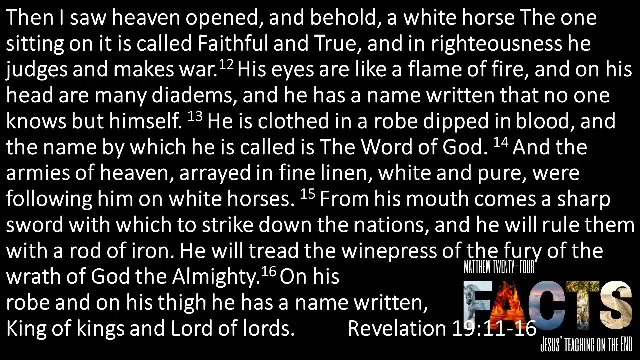 Then I saw heaven opened, and behold, a white horse The one
sitting on it is called Faithful and True, and in righteousness he
judges and makes war.12 His eyes are like a flame of fire, and on his
head are many diadems, and he has a name written that no one
knows but himself. 13 He is clothed in a robe dipped in blood, and
the name by which he is called is The Word of God. 14 And the
armies of heaven, arrayed in fine linen, white and pure, were
following him on white horses. 15 From his mouth comes a sharp
sword with which to strike down the nations, and he will rule them
with a rod of iron. He will tread the winepress of the fury of the
wrath of God the Almighty.16 On his
robe and on his thigh he has a name written,
King of kings and Lord of lords. Revelation 19:11-16
MATTHEW TWENTY-FOUR
FACTS
JESUS' TEACHING ON THE END